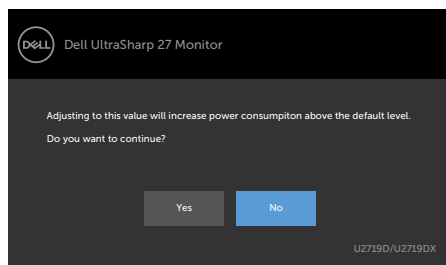 DELL
Dell UltraSharp 27 Monitor
Adjusting to this value will increase power consumpiton above the default level.
Do you want to continue?
Yes
No
U2719D/U2719DX